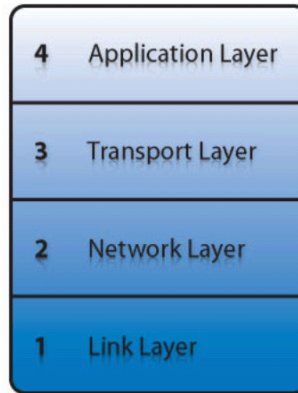 4 Application Layer
3 Transport Layer
2 Network Layer
1 Link Layer